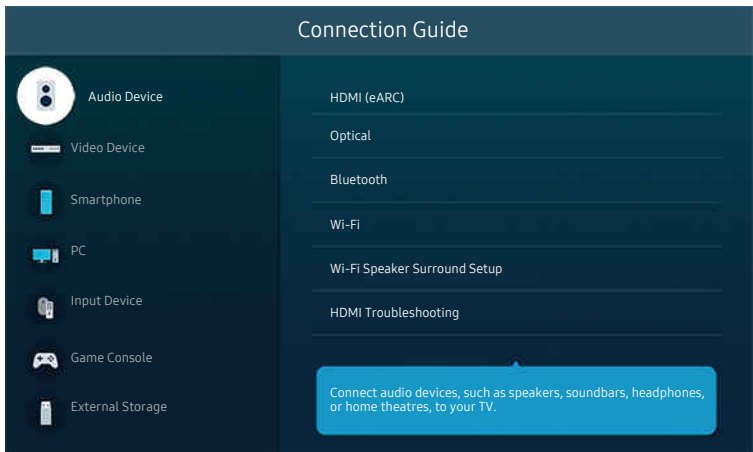 Connection Guide
Audio Device
Video Device
Smartphone
PC
Input Device
Game Console
External Storage
HDMI (eARC)
Optical
Bluetooth
Wi-Fi
Wi-Fi Speaker Surround Setup
HDMI Troubleshooting
Connect audio devices, such as speakers, soundbars, headphones,
or home theatres, to your TV.